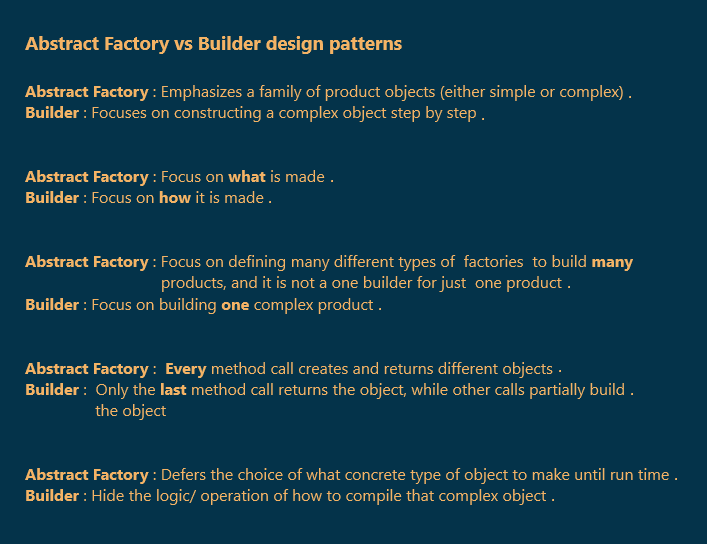 Abstract Factory vs Builder design patterns
Abstract Factory : Emphasizes a family of product objects (either simple or complex) .
Builder : Focuses on constructing a complex object step by step .
Abstract Factory : Focus on what is made .
Builder : Focus on how it is made .
Abstract Factory : Focus on defining many different types of factories to build many
products, and it is not a one builder for just one product .
Builder : Focus on building one complex product .
Abstract Factory : Every method call creates and returns different objects .
Builder : Only the last method call returns the object, while other calls partially build .
the object
Abstract Factory : Defers the choice of what concrete type of object to make until run time .
Builder : Hide the logic/ operation of how to compile that complex object .